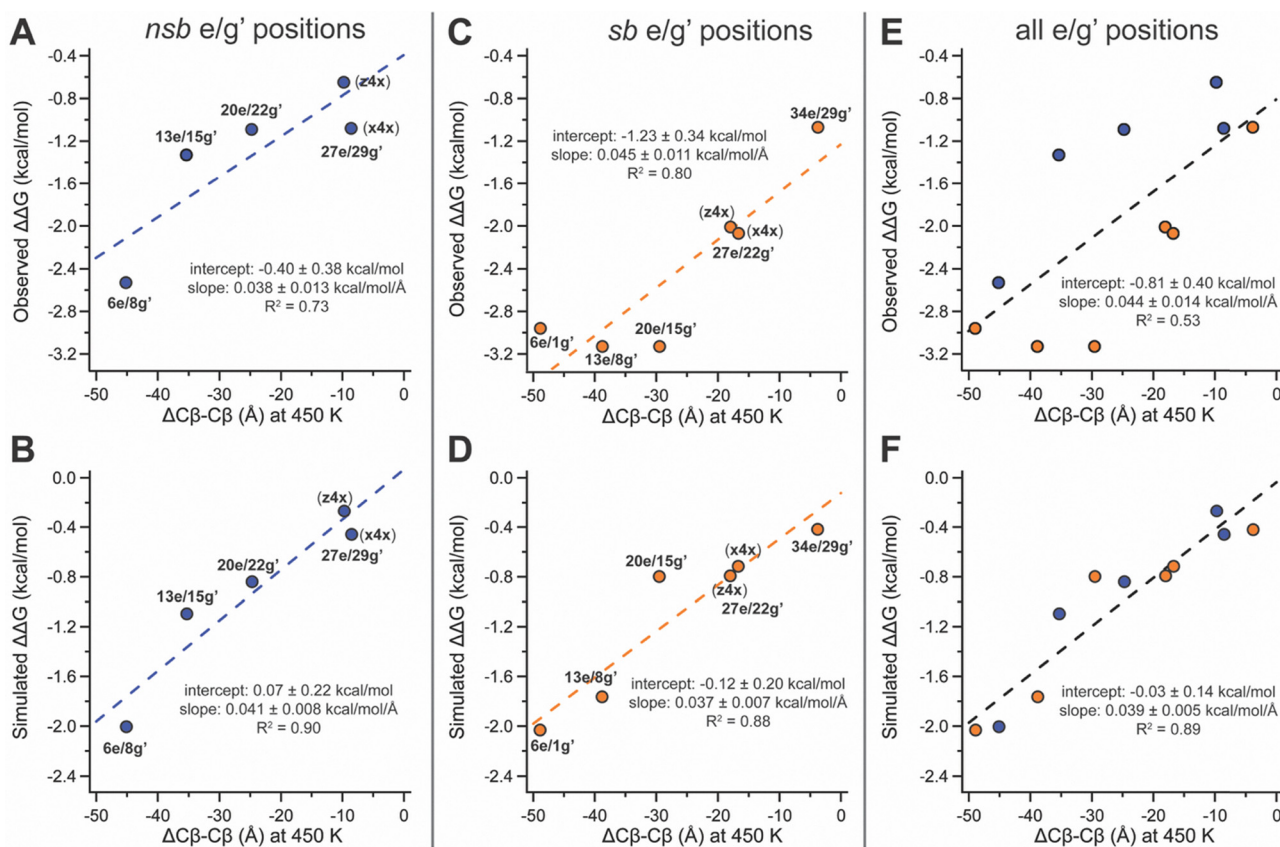 A
nsb e/g' positions
-0.4
-0.8
-1.2
-1.6
-2.0
-2.4
-2.8
-3.2
Observed ΔΔG (kcal/mol)
(z4x)
20e/22g'
13e/15g'
(x4x)
27e/29g'
6e/8g'
intercept: -0.40 ± 0.38 kcal/mol
slope: 0.038 ± 0.013 kcal/mol/Å
R² = 0.73
-50 -40 -30 -20 -10 0
ΔCβ-Cβ (Å) at 450 K
B
0.0
-0.4
-0.8
-1.2
-1.6
-2.0
-2.4
Simulated ΔΔG (kcal/mol)
(z4x)
(x4x)
27e/29g'
20e/22g'
13e/15g'
6e/8g'
intercept: 0.07 ± 0.22 kcal/mol
slope: 0.041 ± 0.008 kcal/mol/Å
R² = 0.90
-50 -40 -30 -20 -10 0
ΔCβ-Cβ (Å) at 450 K
C
sb e/g' positions
-0.4
-0.8
-1.2
-1.6
-2.0
-2.4
-2.8
-3.2
Observed ΔΔG (kcal/mol)
34e/29g'
intercept: -1.23 ± 0.34 kcal/mol
slope: 0.045 ± 0.011 kcal/mol/Å
R² = 0.80
(z4x)
(x4x)
27e/22g'
20e/15g'
6e/1g'
13e/8g'
-50 -40 -30 -20 -10 0
ΔCβ-Cβ (Å) at 450 K
D
0.0
-0.4
-0.8
-1.2
-1.6
-2.0
-2.4
Simulated ΔΔG (kcal/mol)
20e/15g'
(x4x)
34e/29g'
(z4x)
27e/22g'
13e/8g'
6e/1g'
intercept: -0.12 ± 0.20 kcal/mol
slope: 0.037 ± 0.007 kcal/mol/Å
R² = 0.88
-50 -40 -30 -20 -10 0
ΔCβ-Cβ (Å) at 450 K
E
all e/g' positions
-0.4
-0.8
-1.2
-1.6
-2.0
-2.4
-2.8
-3.2
Observed ΔΔG (kcal/mol)
intercept: -0.81 ± 0.40 kcal/mol
slope: 0.044 ± 0.014 kcal/mol/Å
R² = 0.53
-50 -40 -30 -20 -10 0
ΔCβ-Cβ (Å) at 450 K
F
0.0
-0.4
-0.8
-1.2
-1.6
-2.0
-2.4
Simulated ΔΔG (kcal/mol)
intercept: -0.03 ± 0.14 kcal/mol
slope: 0.039 ± 0.005 kcal/mol/Å
R² = 0.89
-50 -40 -30 -20 -10 0
ΔCβ-Cβ (Å) at 450 K